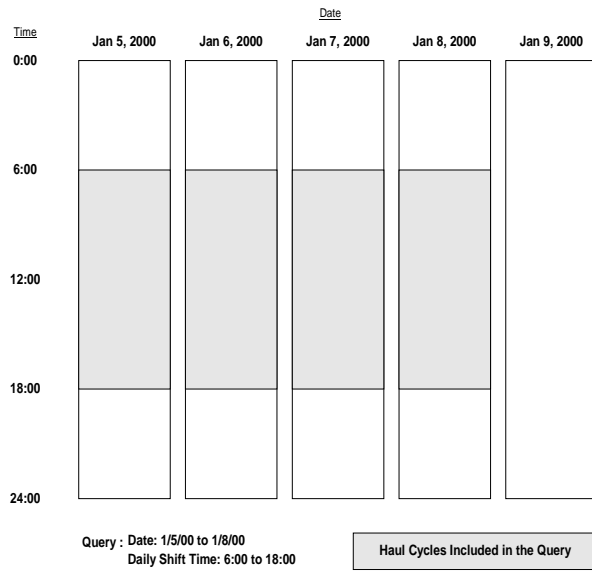 Date
Time
Jan 5, 2000 Jan 6, 2000 Jan 7, 2000 Jan 8, 2000 Jan 9, 2000
0:00
6:00
12:00
18:00
24:00
Query : Date: 1/5/00 to 1/8/00
Daily Shift Time: 6:00 to 18:00
Haul Cycles Included in the Query